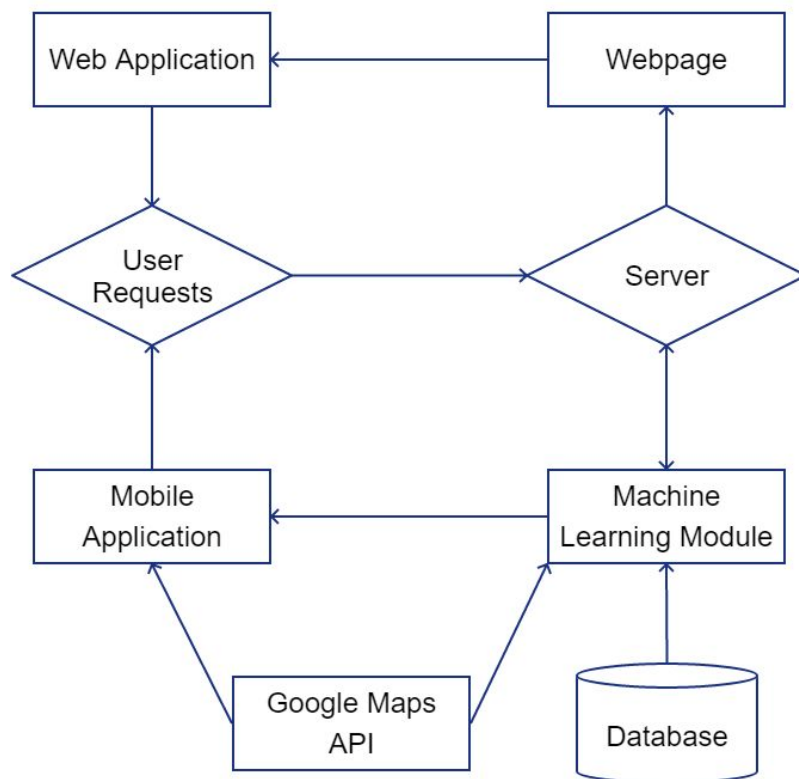 Web Application
Webpage
User
Requests
Server
Mobile
Application
Machine
Learning Module
Google Maps
API
Database